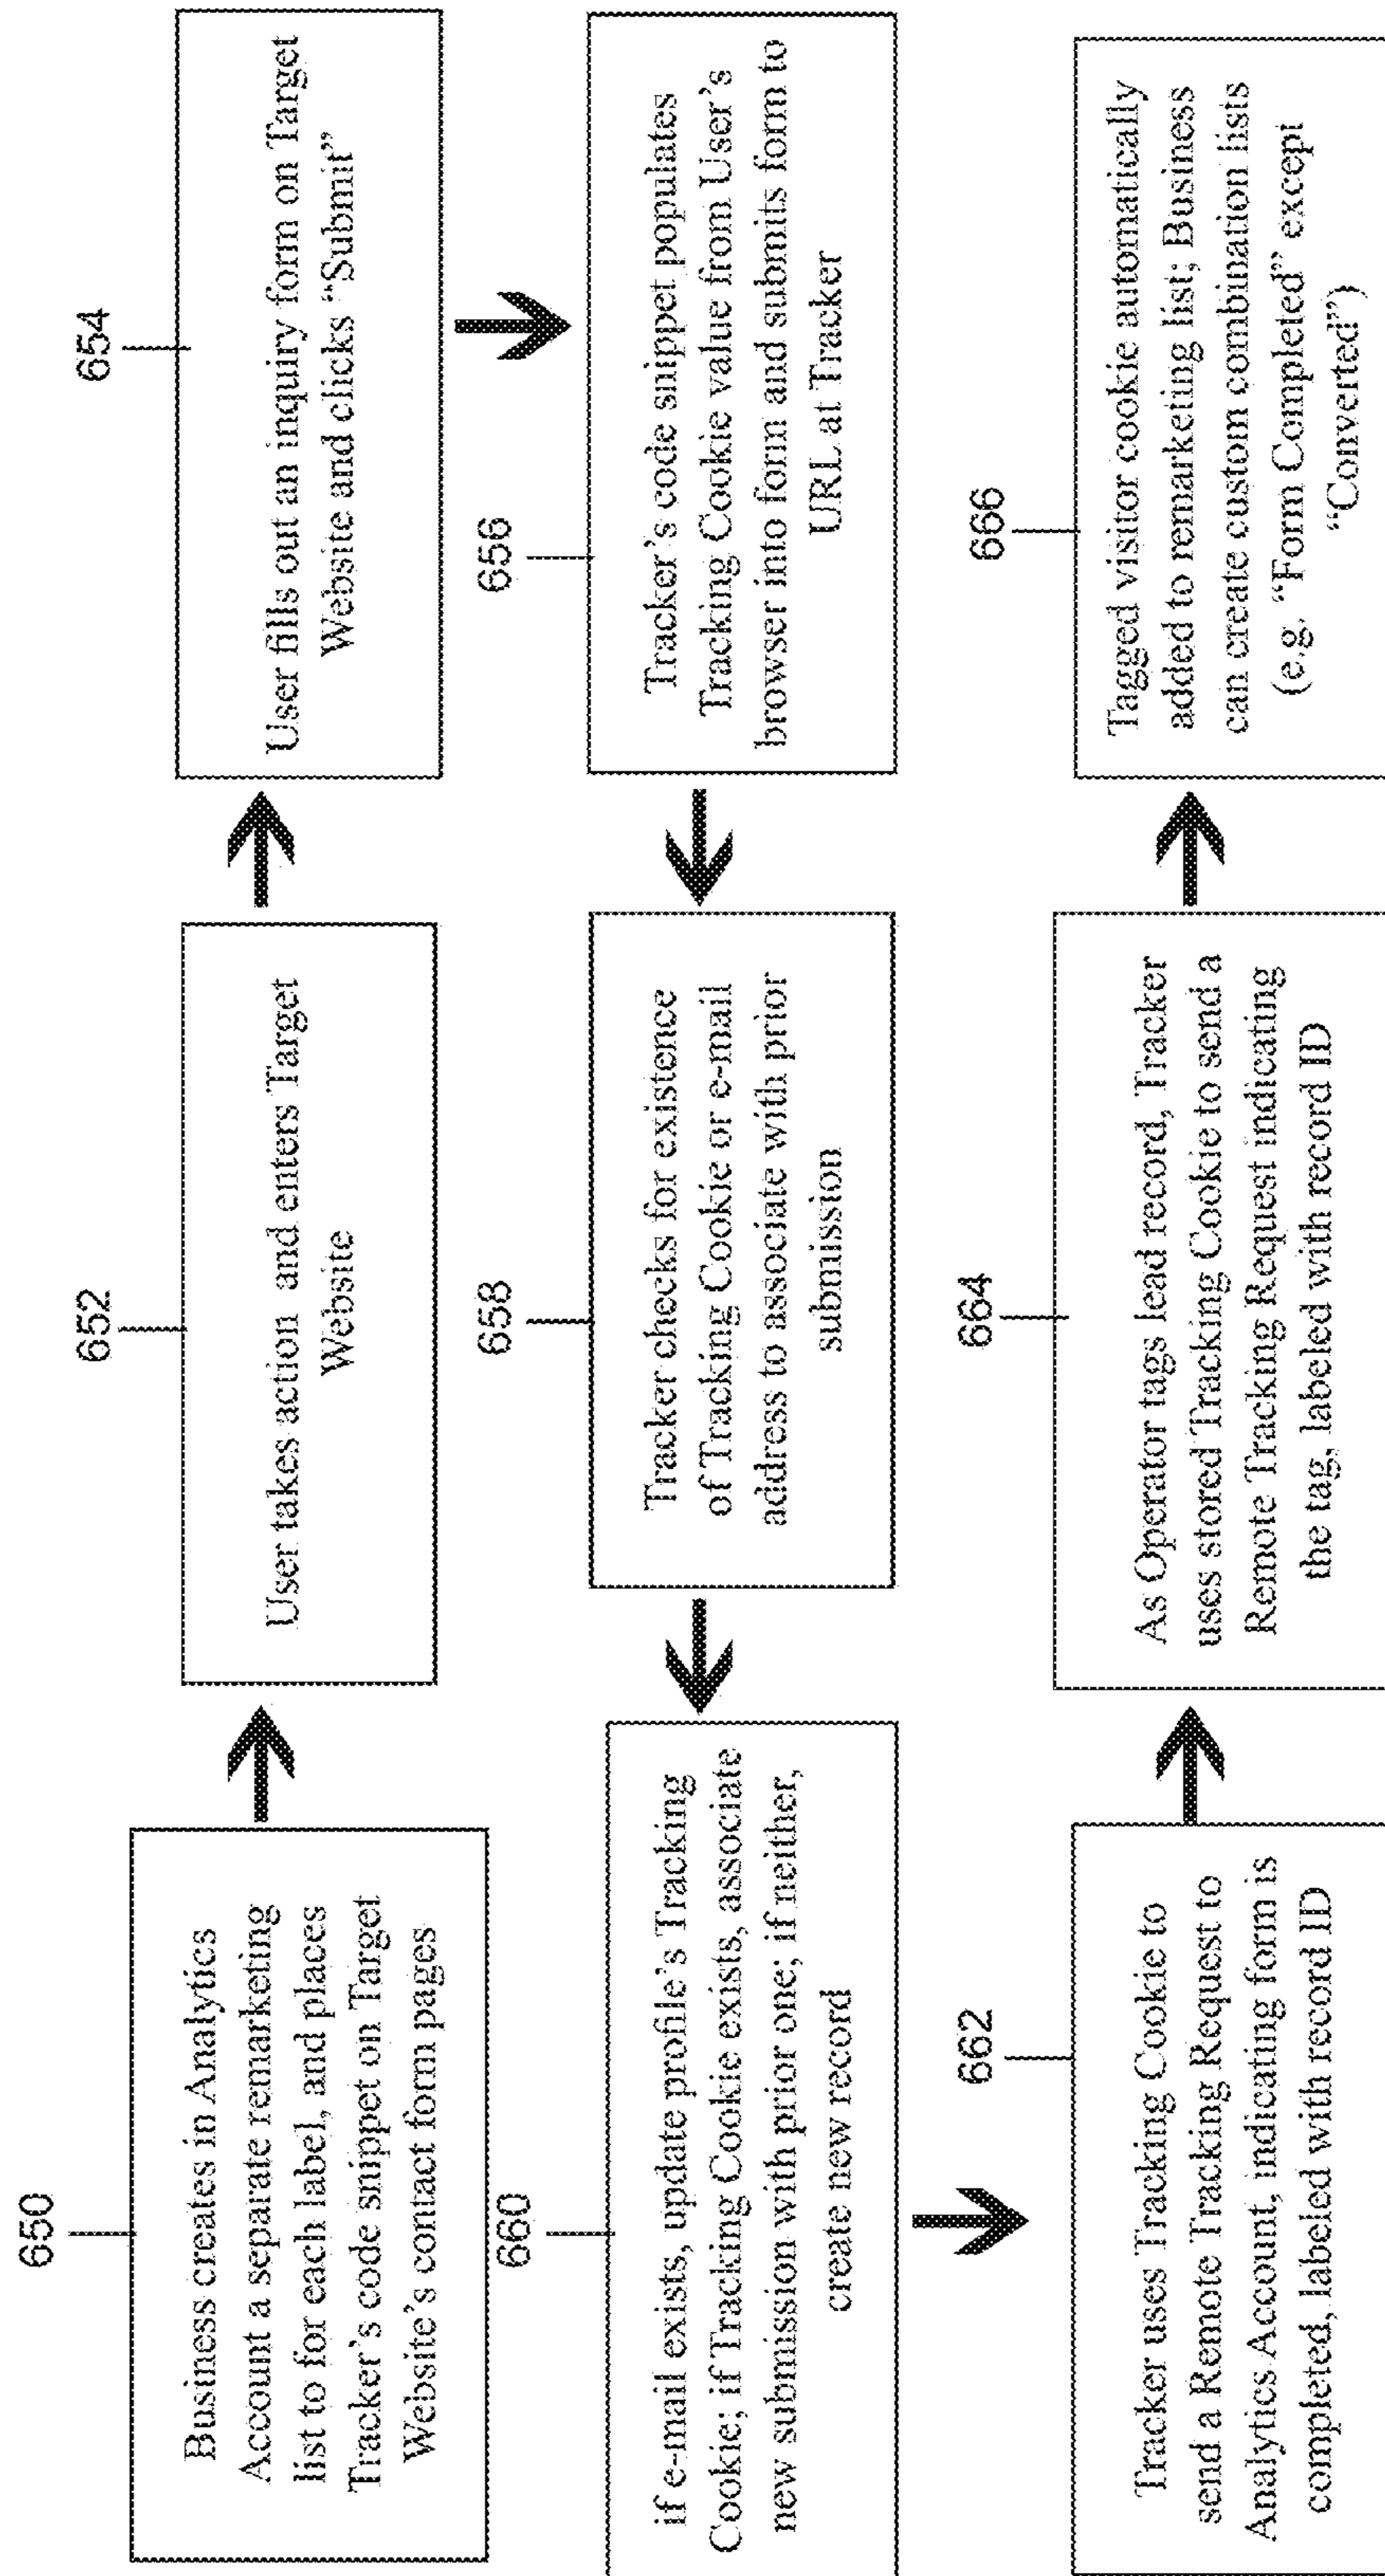 650
Business creates in Analytics
Account a separate remarketing
list to for each label, and places
Tracker's code snippet on Target
Website's contact form pages
652
User takes action and enters Target
Website
654
User fills out an inquiry form on Target
Website and clicks “Submit”
656
Tracker's code snippet populates
Tracking Cookie value from User's
browser into form and submits form to
URL at Tracker
658
Tracker checks for existence
of Tracking Cookie or e-mail
address to associate with prior
submission
660
if e-mail exists, update profile's Tracking
Cookie; if Tracking Cookie exists, associate
new submission with prior one; if neither,
create new record
662
Tracker uses Tracking Cookie to
send a Remote Tracking Request to
Analytics Account, indicating form is
completed, labeled with record ID
664
As Operator tags lead record, Tracker
uses stored Tracking Cookie to send a
Remote Tracking Request indicating
the tag, labeled with record ID
666
Tagged visitor cookie automatically
added to remarketing list; Business
can create custom combination lists
(e.g. “Form Completed” except
“Converted”)